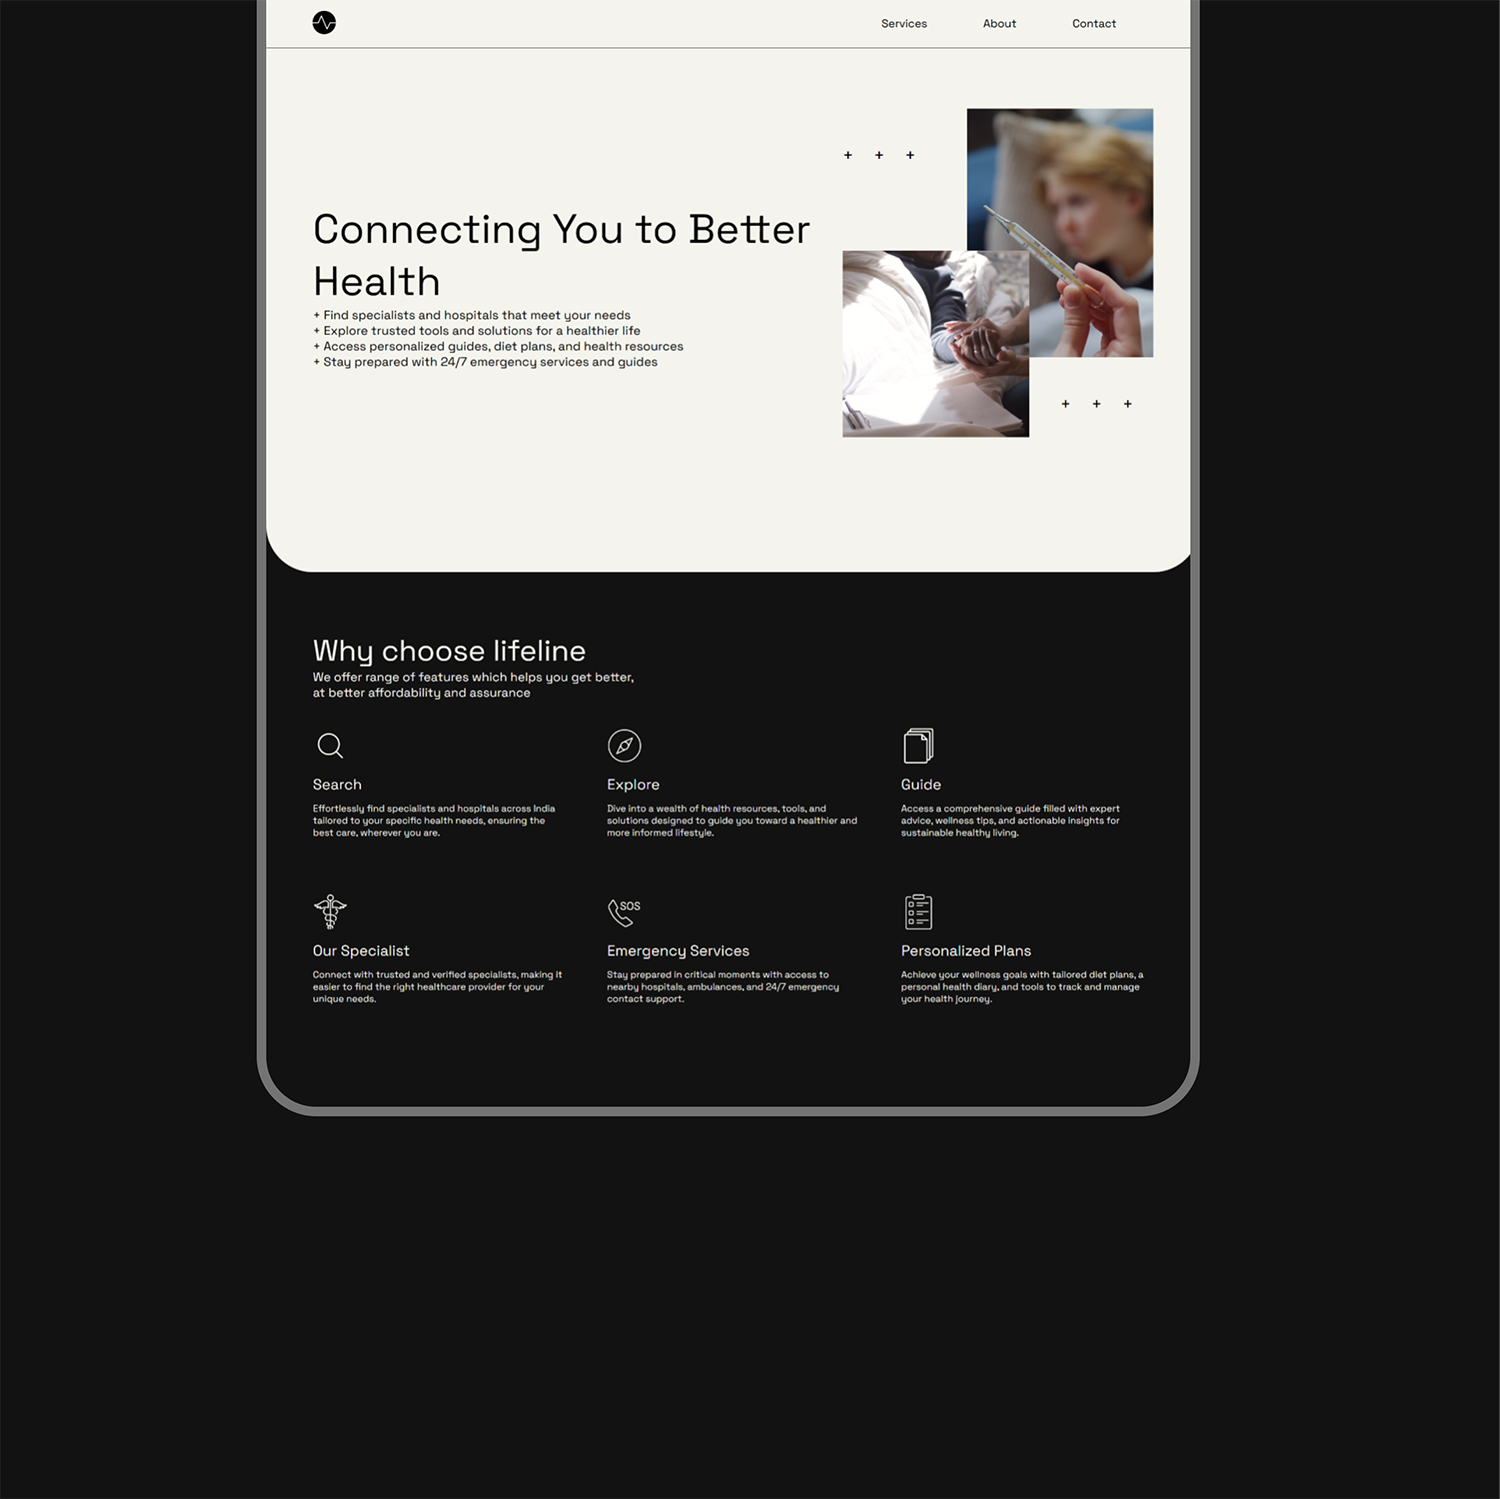 Services About Contact
+ + +
Connecting You to Better
Health
+ Find specialists and hospitals that meet your needs
+ Explore trusted tools and solutions for a healthier life
+ Access personalized guides, diet plans, and health resources
+ Stay prepared with 24/7 emergency services and guides
+ + +
Why choose lifeline
We offer range of features which helps you get better,
at better affordability and assurance
Search
Effortlessly find specialists and hospitals across India
tailored to your specific health needs, ensuring the
best care, wherever you are.
Explore
Dive into a wealth of health resources, tools, and
solutions designed to guide you toward a healthier and
more informed lifestyle.
Guide
Access a comprehensive guide filled with expert
advice, wellness tips, and actionable insights for
sustainable healthy living.
Our Specialist
Connect with trusted and verified specialists, making it
easier to find the right healthcare provider for your
unique needs.
SOS
Emergency Services
Stay prepared in critical moments with access to
nearby hospitals, ambulances, and 24/7 emergency
contact support.
Personalized Plans
Achieve your wellness goals with tailored diet plans, a
personal health diary, and tools to track and manage
your health journey.